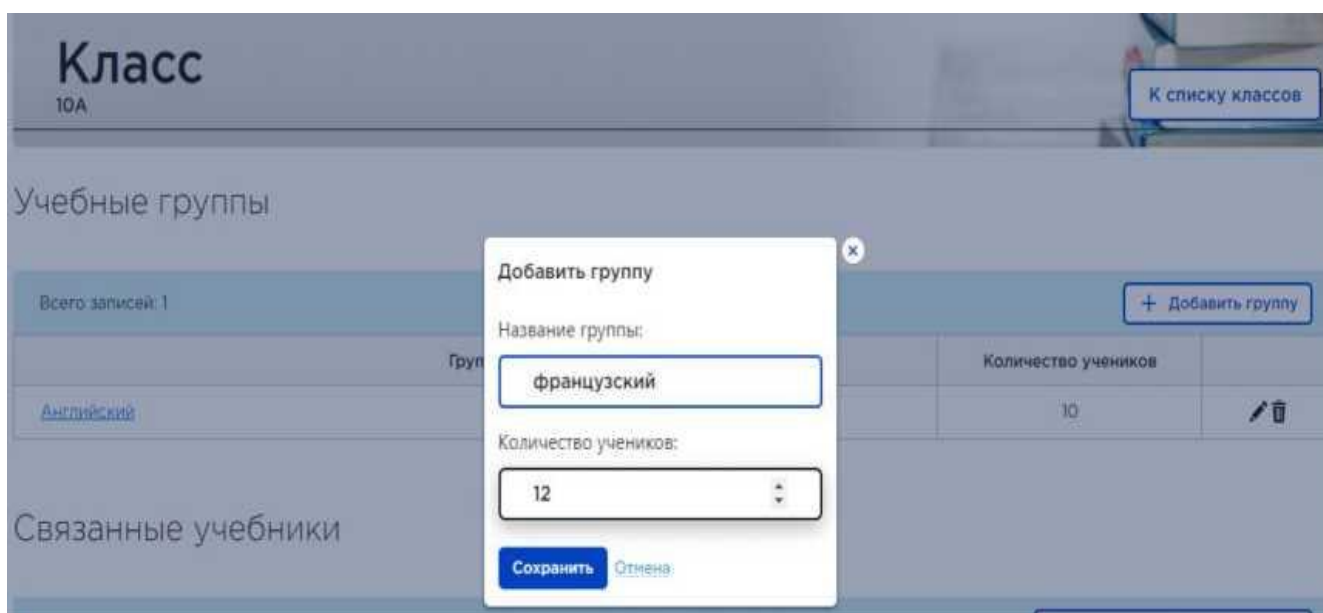 Класс
10А
К списку классов
Учебные группы
Добавить группу
Всего записей: 1
+ Добавить группу
Название группы:
Количество учеников
французский
Английский
10
Количество учеников:
12
Связанные учебники
Сохранить Отмена